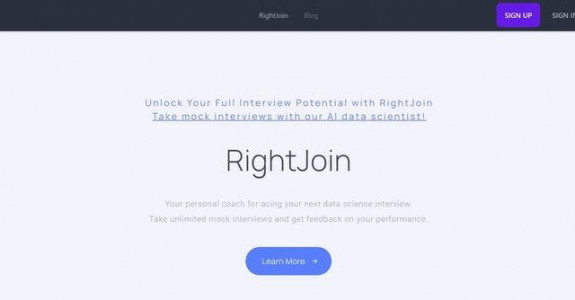 RightJoin Blog SIGN UP SIGN IN
Unlock Your Full Interview Potential with RightJoin
Take mock interviews with our AI data scientist!
RightJoin
Your personal coach for acing your next data science interview.
Take unlimited mock interviews and get feedback on your performance.
Learn More →